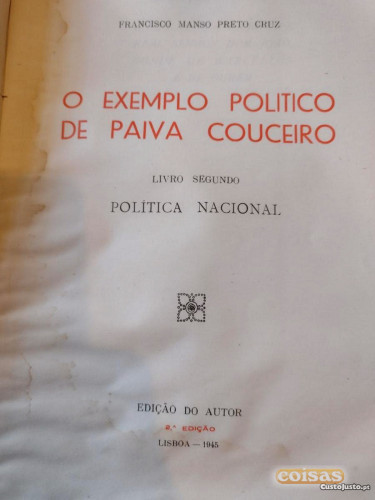 FRANCISCO MANSO PRETO CRUZ
O EXEMPLO POLITICO
DE PAIVA COUCEIRO
LIVRO SEGUNDO
POLÍTICA NACIONAL
EDIÇÃO DO AUTOR
2.ª EDIÇÃO
LISBOA — 1945
coisas
CustoJusto.pt